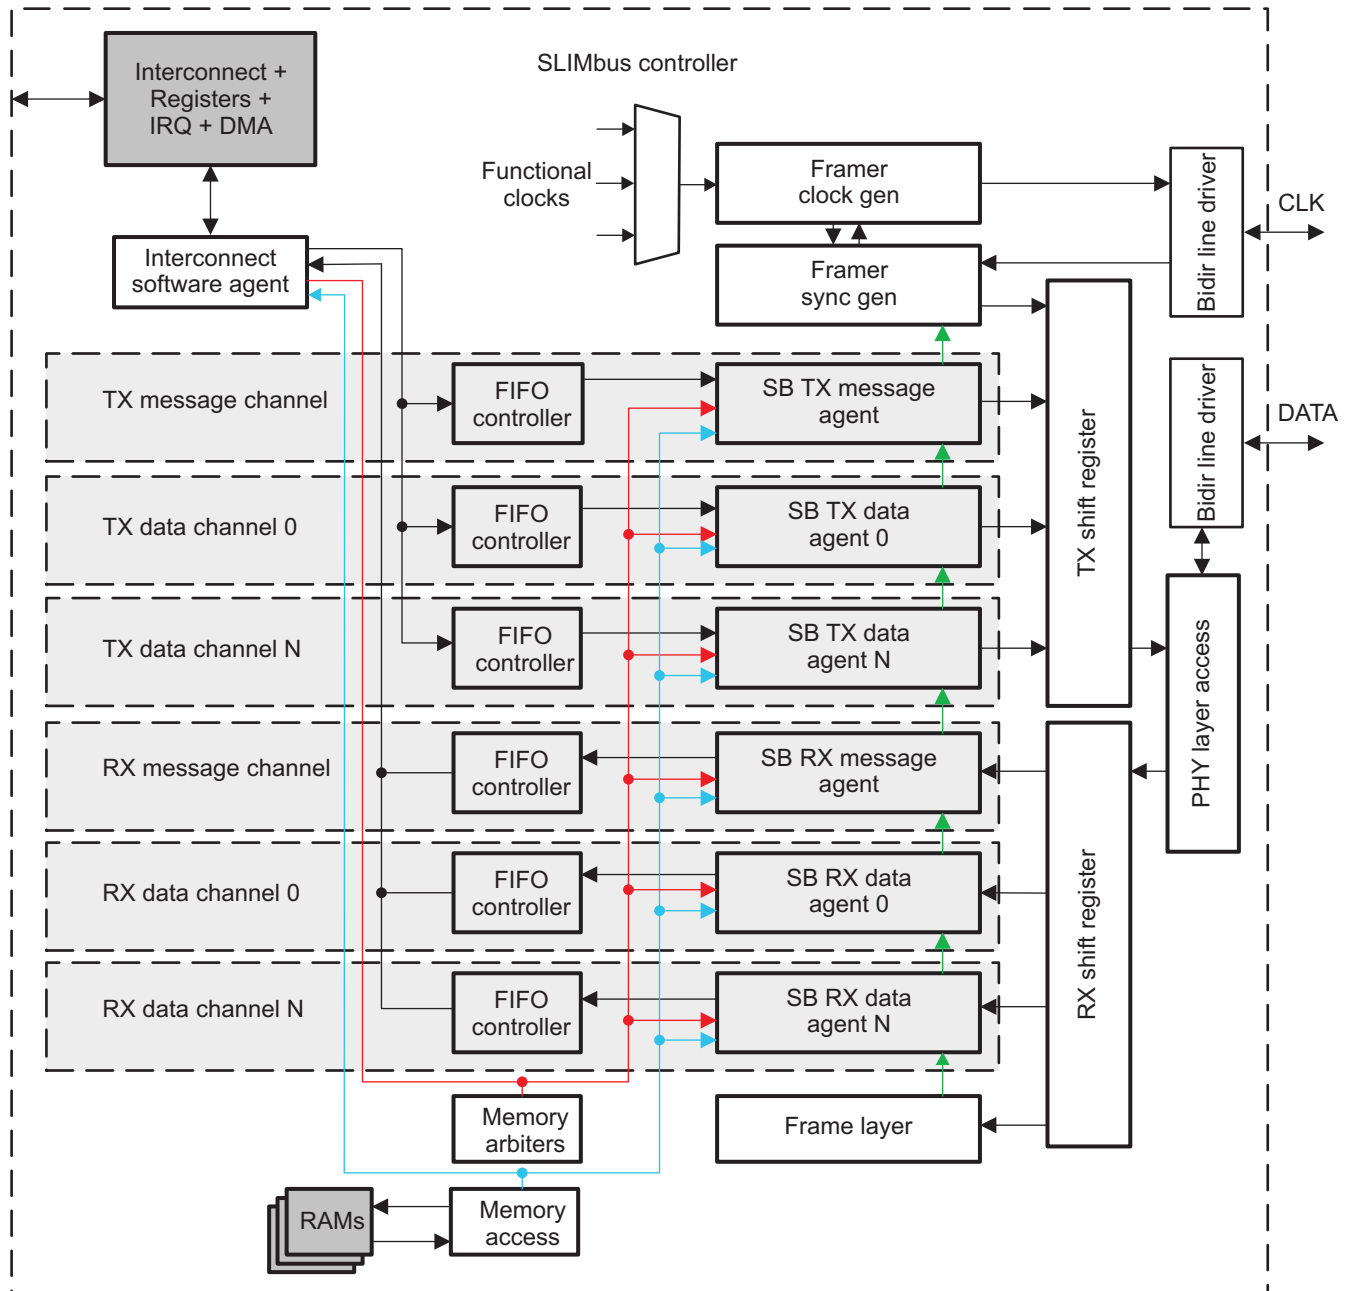 Interconnect +
Registers +
IRQ + DMA
SLIMbus controller
Functional
clocks
Framer
clock gen
Bidir line driver
CLK
Interconnect
software agent
Framer
sync gen
TX message channel
FIFO
controller
SB TX message
agent
TX shift register
Bidir line driver
DATA
TX data channel 0
FIFO
controller
SB TX data
agent 0
TX data channel N
FIFO
controller
SB TX data
agent N
PHY layer access
RX message channel
FIFO
controller
SB RX message
agent
RX shift register
RX data channel 0
FIFO
controller
SB RX data
agent 0
RX data channel N
FIFO
controller
SB RX data
agent N
Memory
arbiters
Frame layer
RAMs
Memory
access